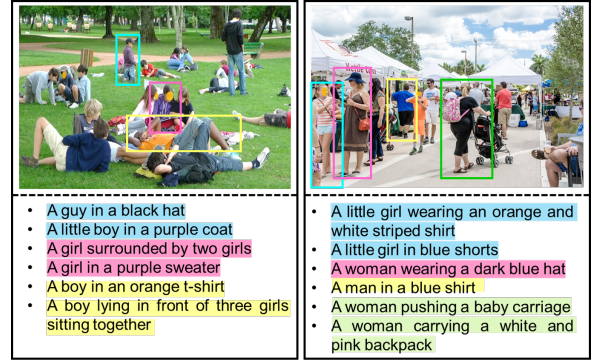 • A guy in a black hat
• A little boy in a purple coat
• A girl surrounded by two girls
• A girl in a purple sweater
• A boy in an orange t-shirt
• A boy lying in front of three girls
sitting together
• A little girl wearing an orange and
white striped shirt
• A little girl in blue shorts
• A woman wearing a dark blue hat
• A man in a blue shirt
• A woman pushing a baby carriage
• A woman carrying a white and
pink backpack